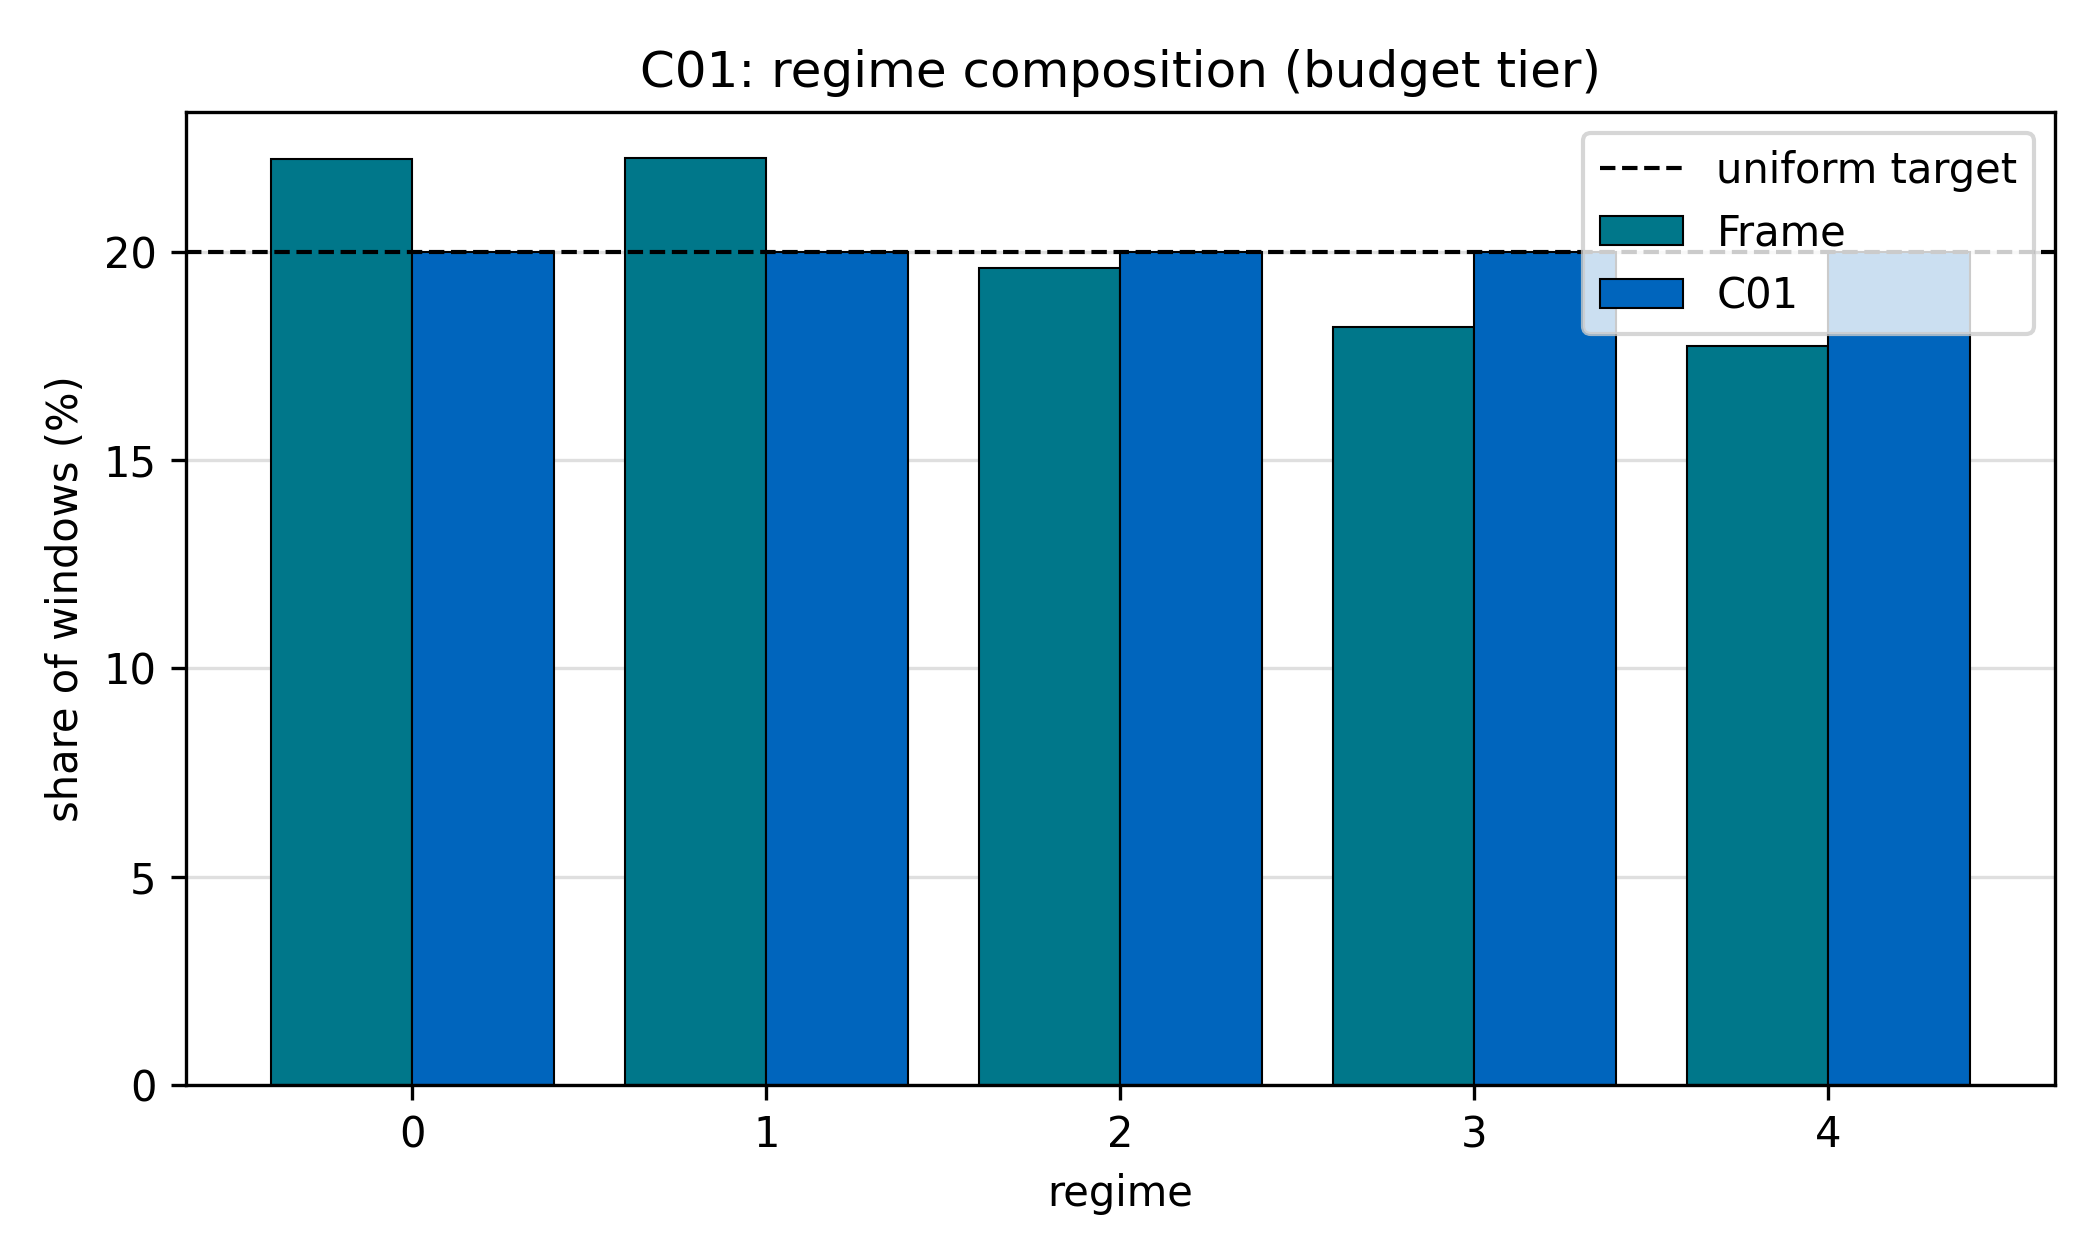 C01: regime composition (budget tier)
uniform target
Frame
C01
share of windows (%)
20
15
10
5
0
0 1 2 3 4
regime